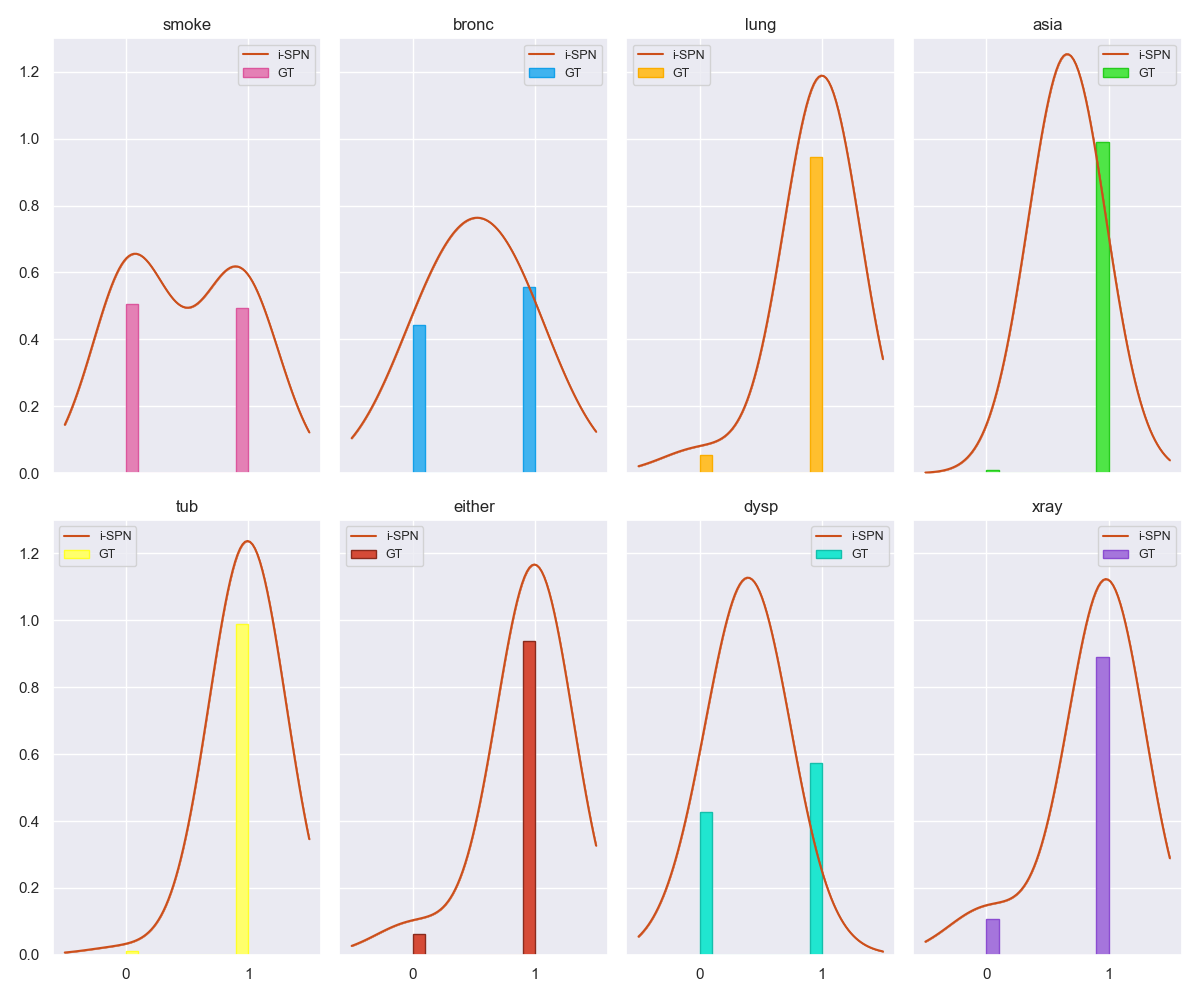 smoke
i-SPN
GT
bronc
i-SPN
GT
lung
i-SPN
GT
asia
i-SPN
GT
1.2
1.0
0.8
0.6
0.4
0.2
0.0
tub
i-SPN
GT
either
i-SPN
GT
dysp
i-SPN
GT
xray
i-SPN
GT
1.2
1.0
0.8
0.6
0.4
0.2
0.0
0 1
0 1
0 1
0 1